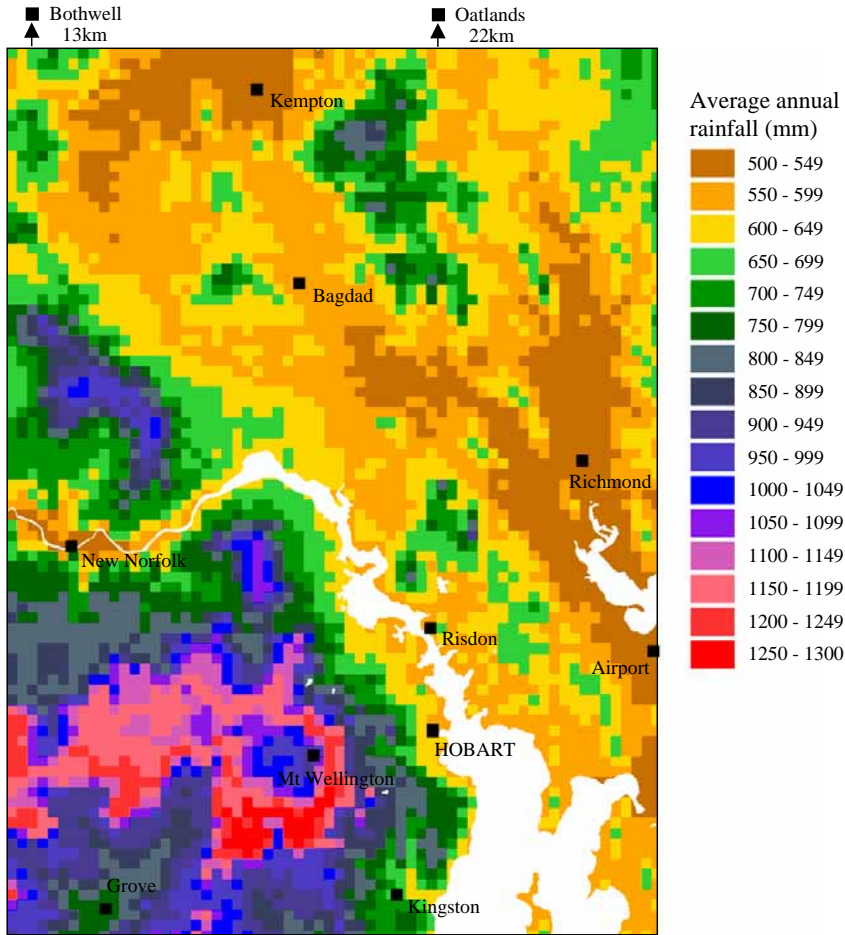 Bothwell
13km
Oatlands
22km
Kempton
Bagdad
Richmond
New Norfolk
Risdon
Airport
HOBART
Mt Wellington
Grove
Kingston
Average annual
rainfall (mm)
500 - 549
550 - 599
600 - 649
650 - 699
700 - 749
750 - 799
800 - 849
850 - 899
900 - 949
950 - 999
1000 - 1049
1050 - 1099
1100 - 1149
1150 - 1199
1200 - 1249
1250 - 1300